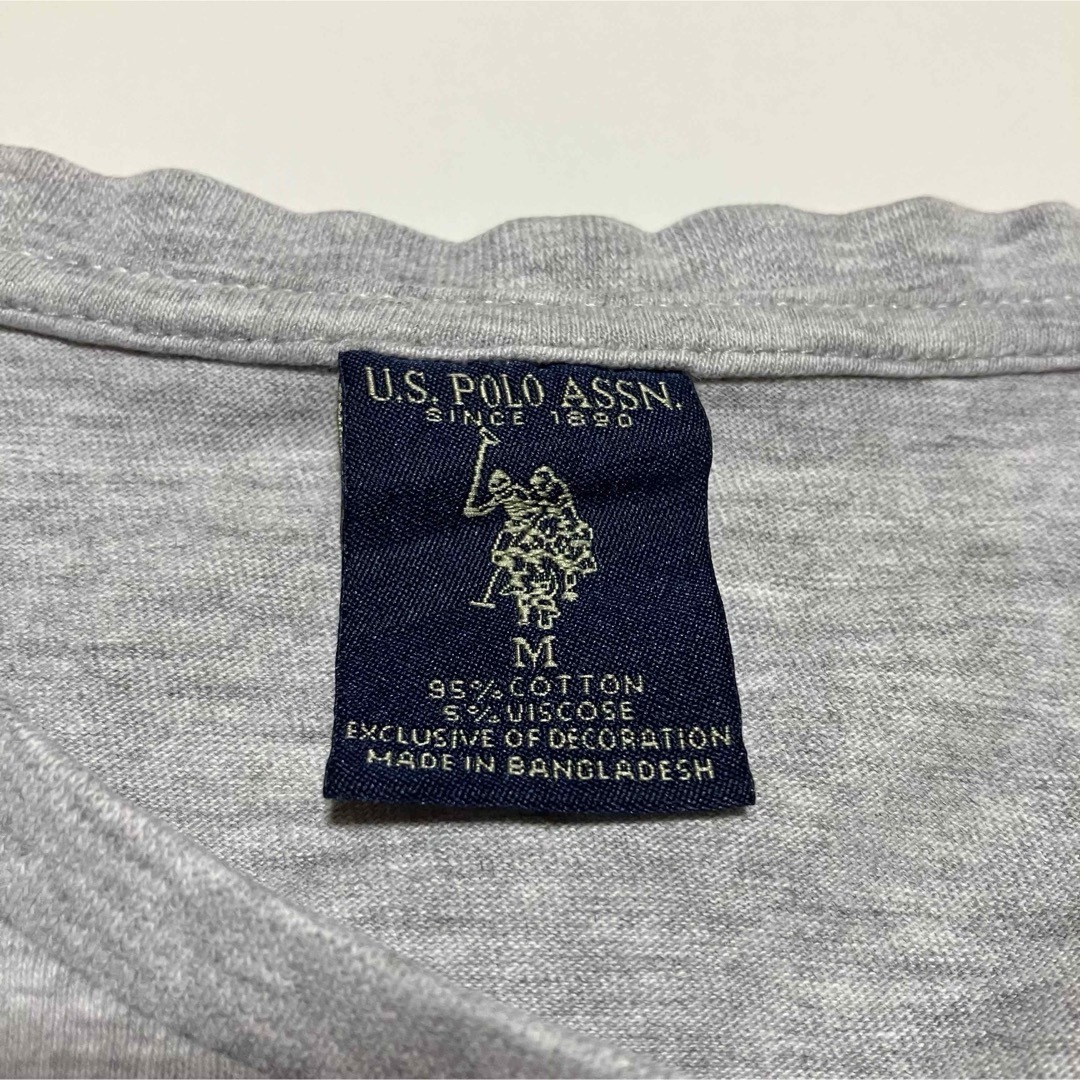 U.S. POLO ASSN.
SINCE 1890
M
95% COTTON
5% VISCOSE
EXCLUSIVE OF DECORATION
MADE IN BANGLADESH